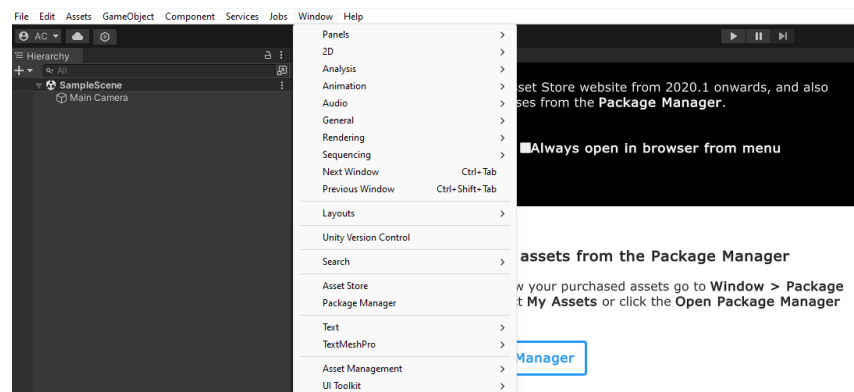 File Edit Assets GameObject Component Services Jobs Window Help
AC
Hierarchy
All
SampleScene
Main Camera
Panels
2D
Analysis
Animation
Audio
General
Rendering
Sequencing
Next Window Ctrl+Tab
Previous Window Ctrl+Shift+Tab
Layouts
Unity Version Control
Search
Asset Store
Package Manager
Text
TextMeshPro
Asset Management
UI Toolkit
set Store website from 2020.1 onwards, and also
ses from the Package Manager.
Always open in browser from menu
assets from the Package Manager
w your purchased assets go to Window > Package
t My Assets or click the Open Package Manager
Manager